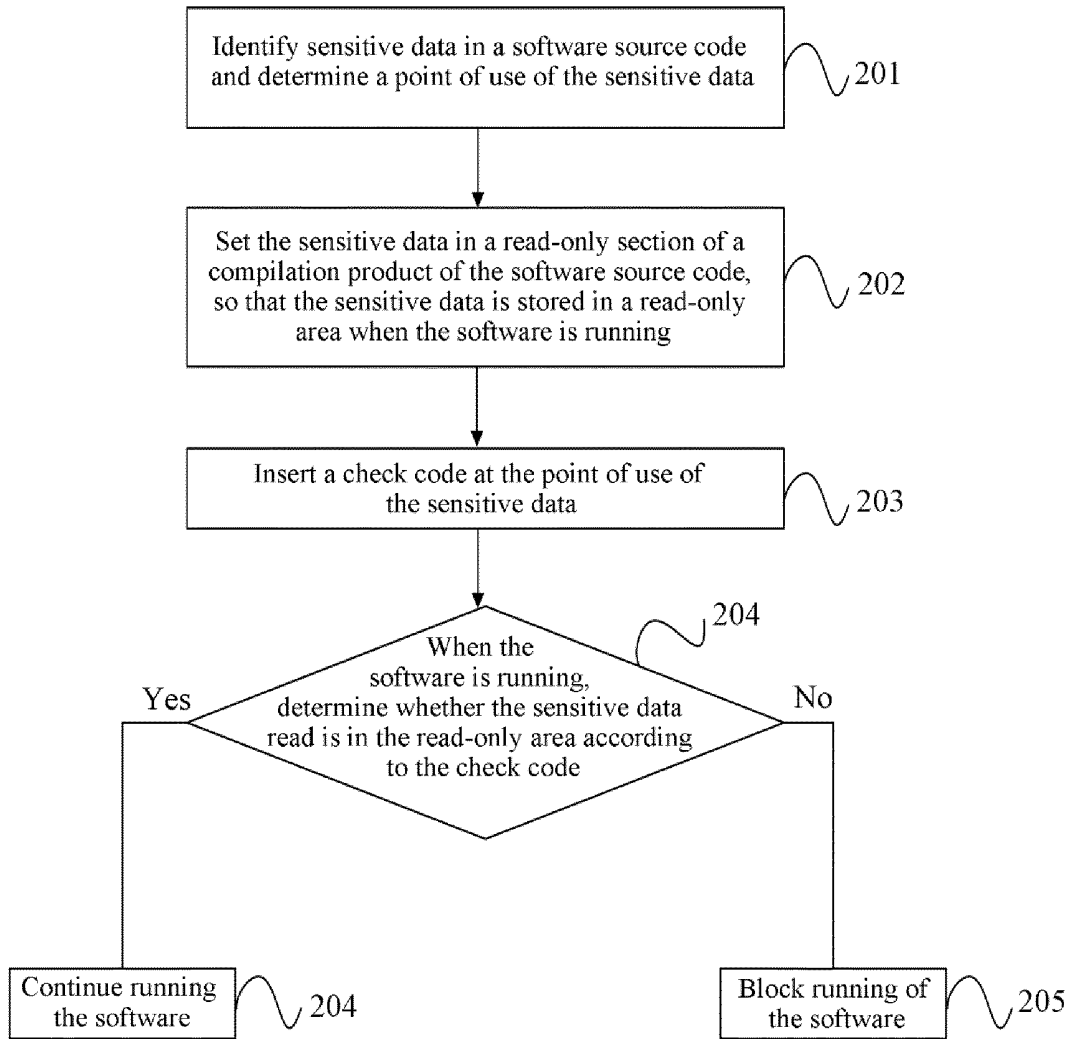 Identify sensitive data in a software source code
and determine a point of use of the sensitive data
201
Set the sensitive data in a read-only section of a
compilation product of the software source code,
so that the sensitive data is stored in a read-only
area when the software is running
202
Insert a check code at the point of use of
the sensitive data
203
204
When the
software is running,
determine whether the sensitive data
read is in the read-only area according
to the check code
Yes
No
Continue running
the software
204
Block running of
the software
205